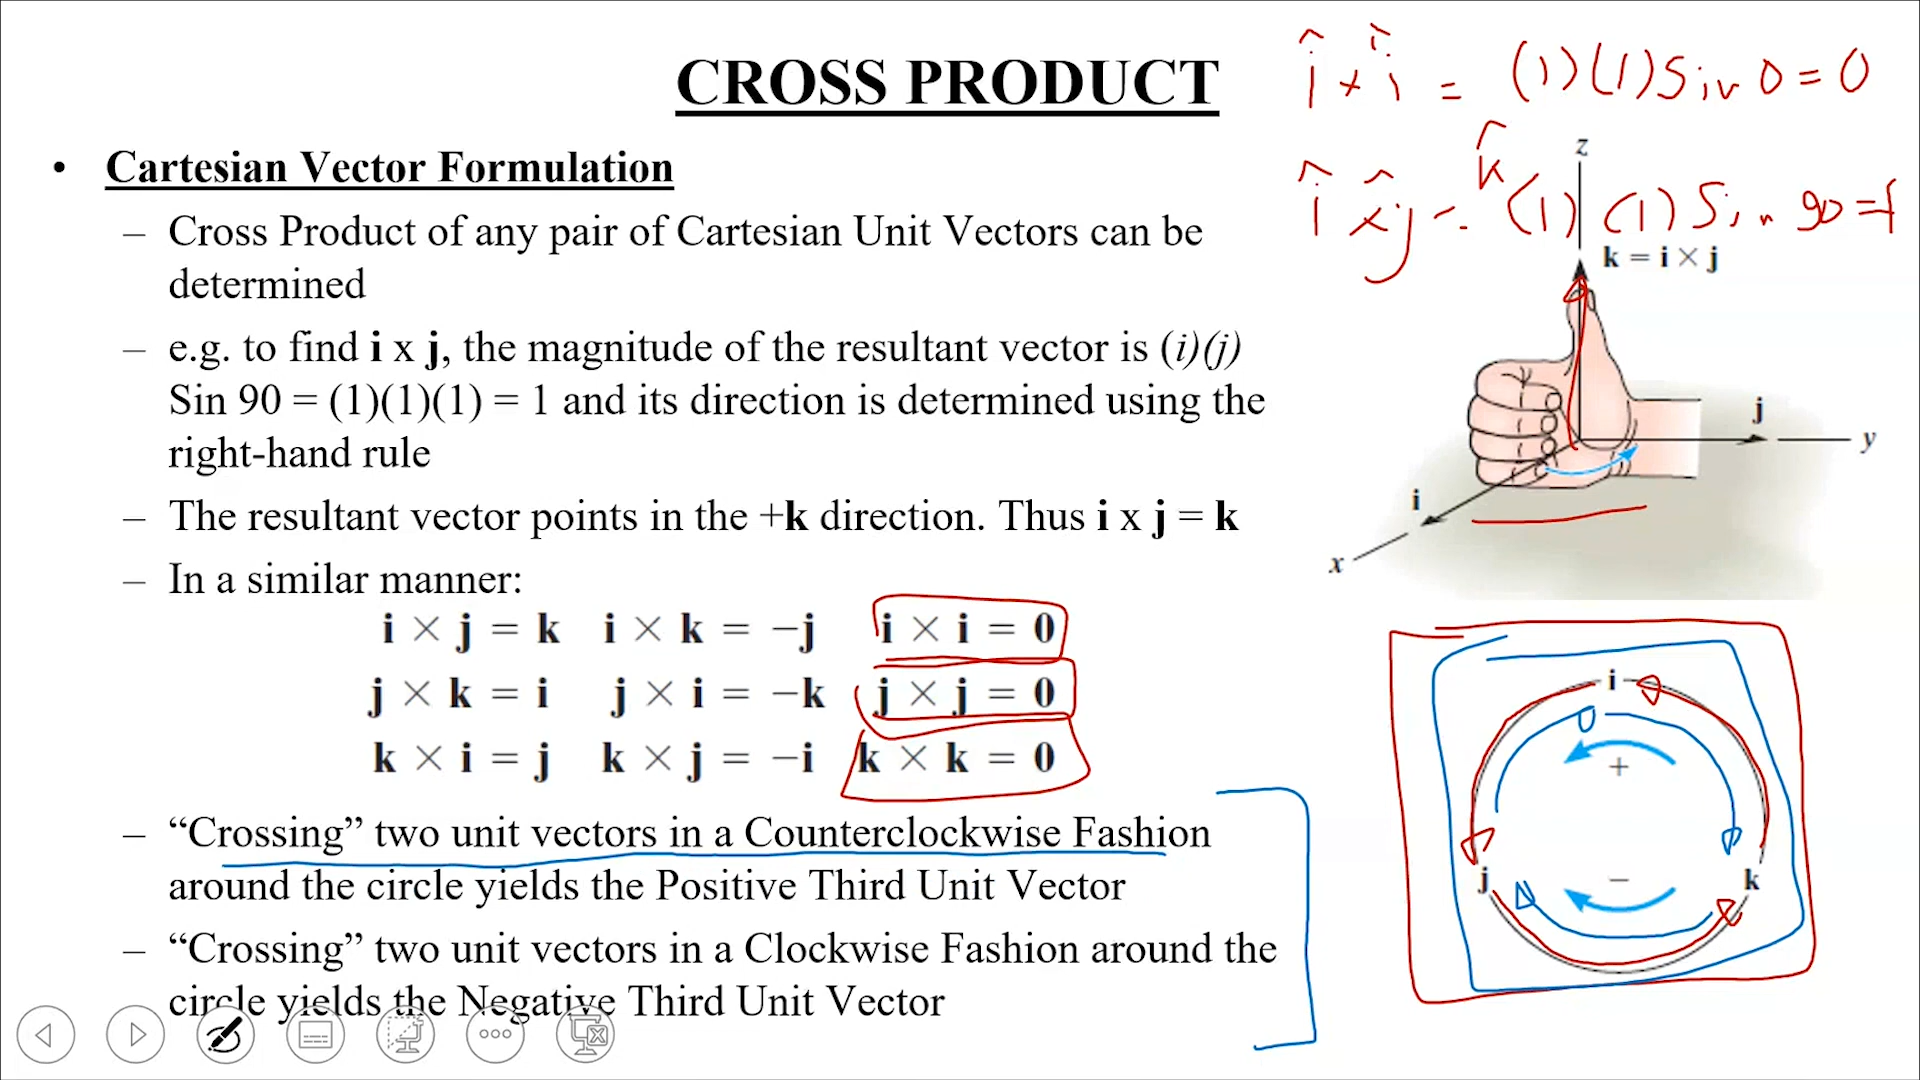 CROSS PRODUCT
î × î = (1)(1) Sin 0 = 0
• Cartesian Vector Formulation
î × ĵ = k̂ (1) (1) Sin 90 = 1
– Cross Product of any pair of Cartesian Unit Vectors can be
determined
– e.g. to find i x j, the magnitude of the resultant vector is (i)(j)
Sin 90 = (1)(1)(1) = 1 and its direction is determined using the
right-hand rule
– The resultant vector points in the +k direction. Thus i x j = k
– In a similar manner:
i × j = k i × k = −j i × i = 0
j × k = i j × i = −k j × j = 0
k × i = j k × j = −i k × k = 0
– “Crossing” two unit vectors in a Counterclockwise Fashion
around the circle yields the Positive Third Unit Vector
– “Crossing” two unit vectors in a Clockwise Fashion around the
circle yields the Negative Third Unit Vector
z
k = i × j
j
y
i
x
i
+
j
−
k